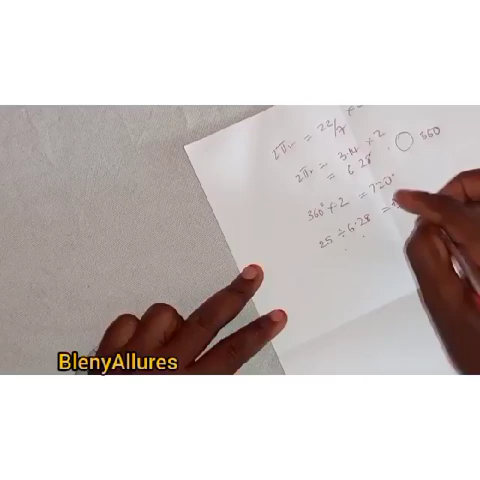 2πr = 22/7 ×
2πr = 3.14 × 2
= 6.28
360
360° × 2 = 720°
25 ÷ 6.28 =
BlenyAllures